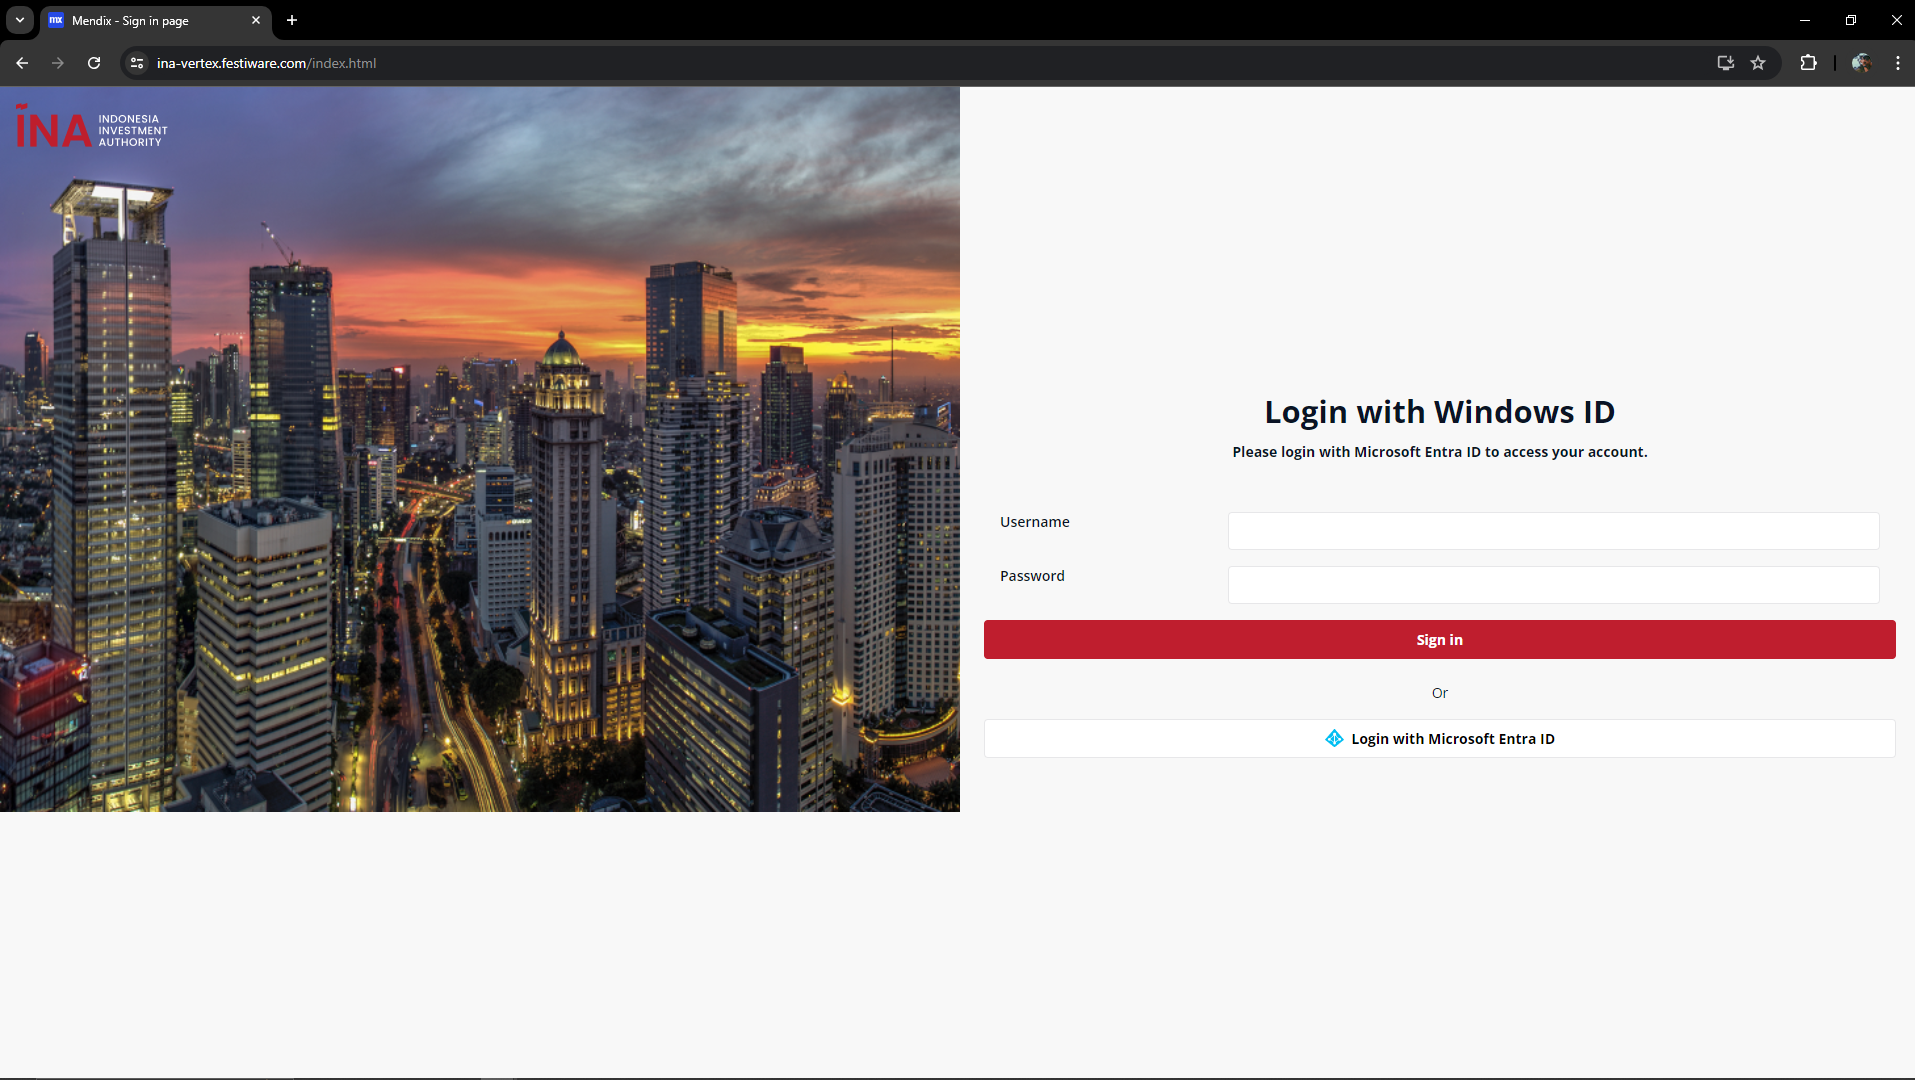 mx Mendix - Sign in page
ina-vertex.festiware.com/index.html
INA INDONESIA
INVESTMENT
AUTHORITY
Login with Windows ID
Please login with Microsoft Entra ID to access your account.
Username
Password
Sign in
Or
Login with Microsoft Entra ID